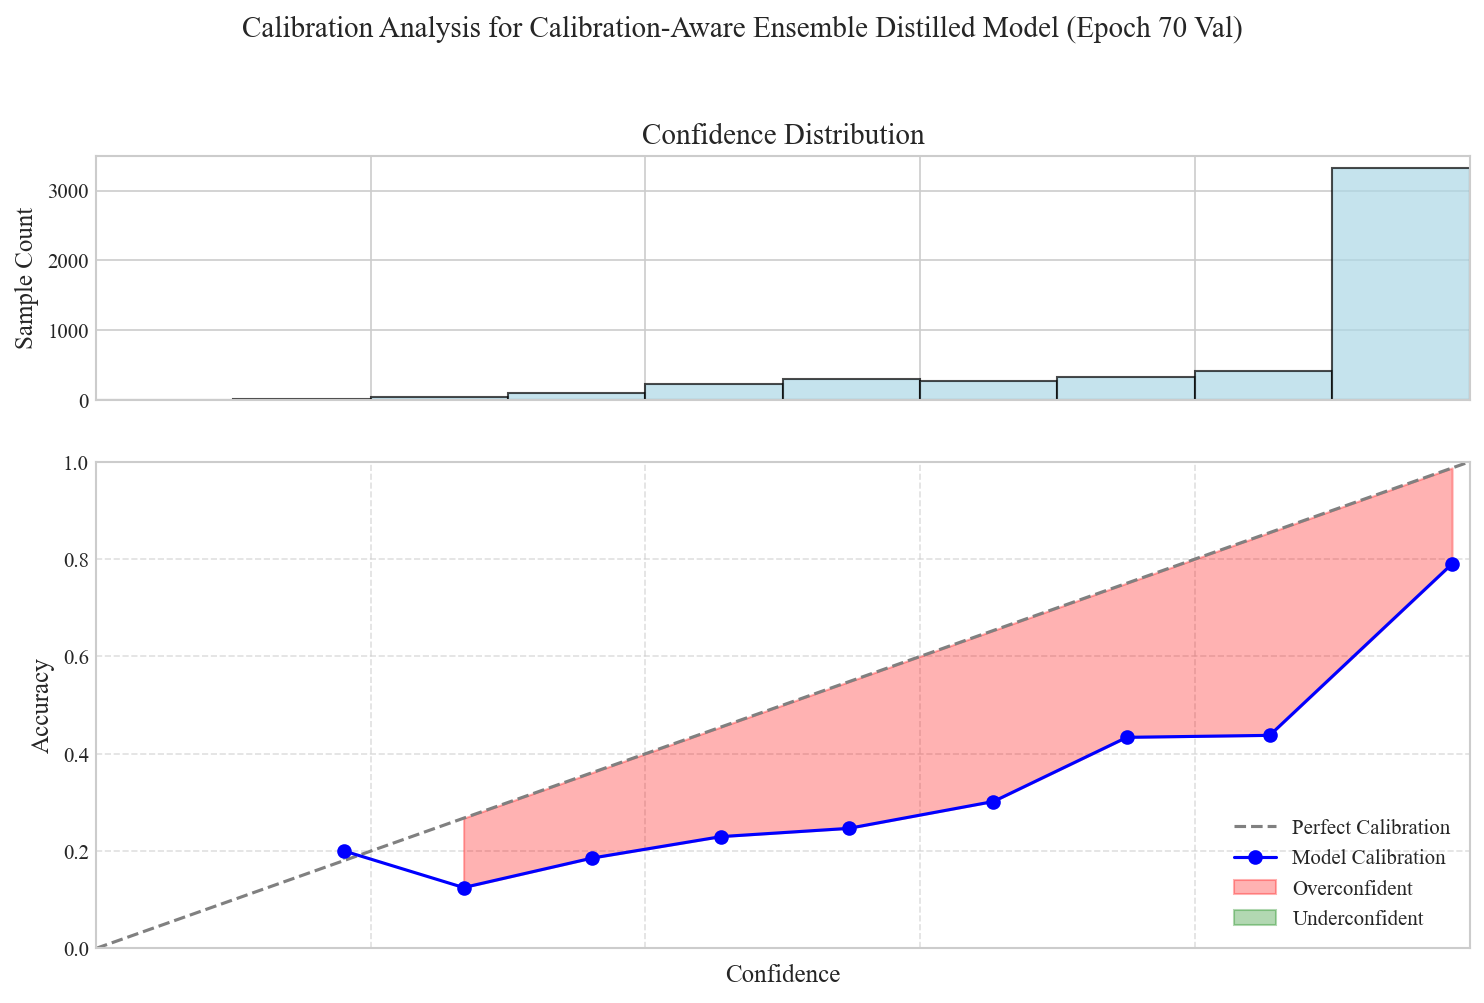 Calibration Analysis for Calibration-Aware Ensemble Distilled Model (Epoch 70 Val)
Confidence Distribution
Sample Count
3000
2000
1000
0
Accuracy
1.0
0.8
0.6
0.4
0.2
0.0
Perfect Calibration
Model Calibration
Overconfident
Underconfident
Confidence